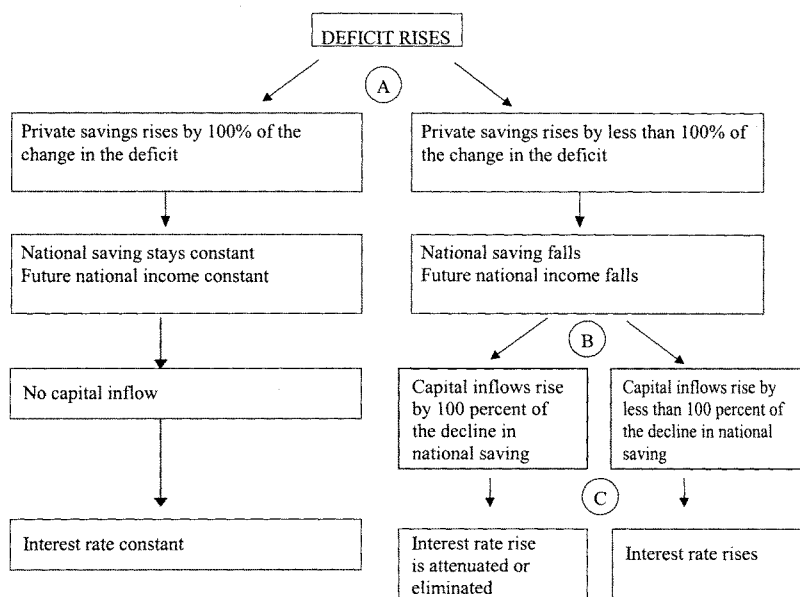 DEFICIT RISES
A
Private savings rises by 100% of the
change in the deficit
Private savings rises by less than 100% of
the change in the deficit
National saving stays constant
Future national income constant
National saving falls
Future national income falls
B
No capital inflow
Capital inflows rise
by 100 percent of
the decline in
national saving
Capital inflows rise by
less than 100 percent of
the decline in national
saving
C
Interest rate constant
Interest rate rise
is attenuated or
eliminated
Interest rate rises